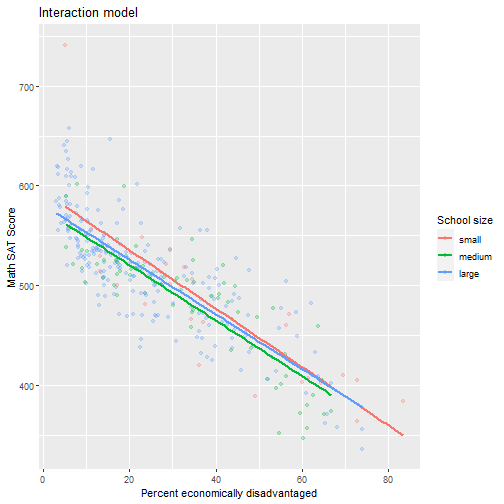 Interaction model
Math SAT Score
700
600
500
400
0
20
40
60
80
Percent economically disadvantaged
School size
small
medium
large